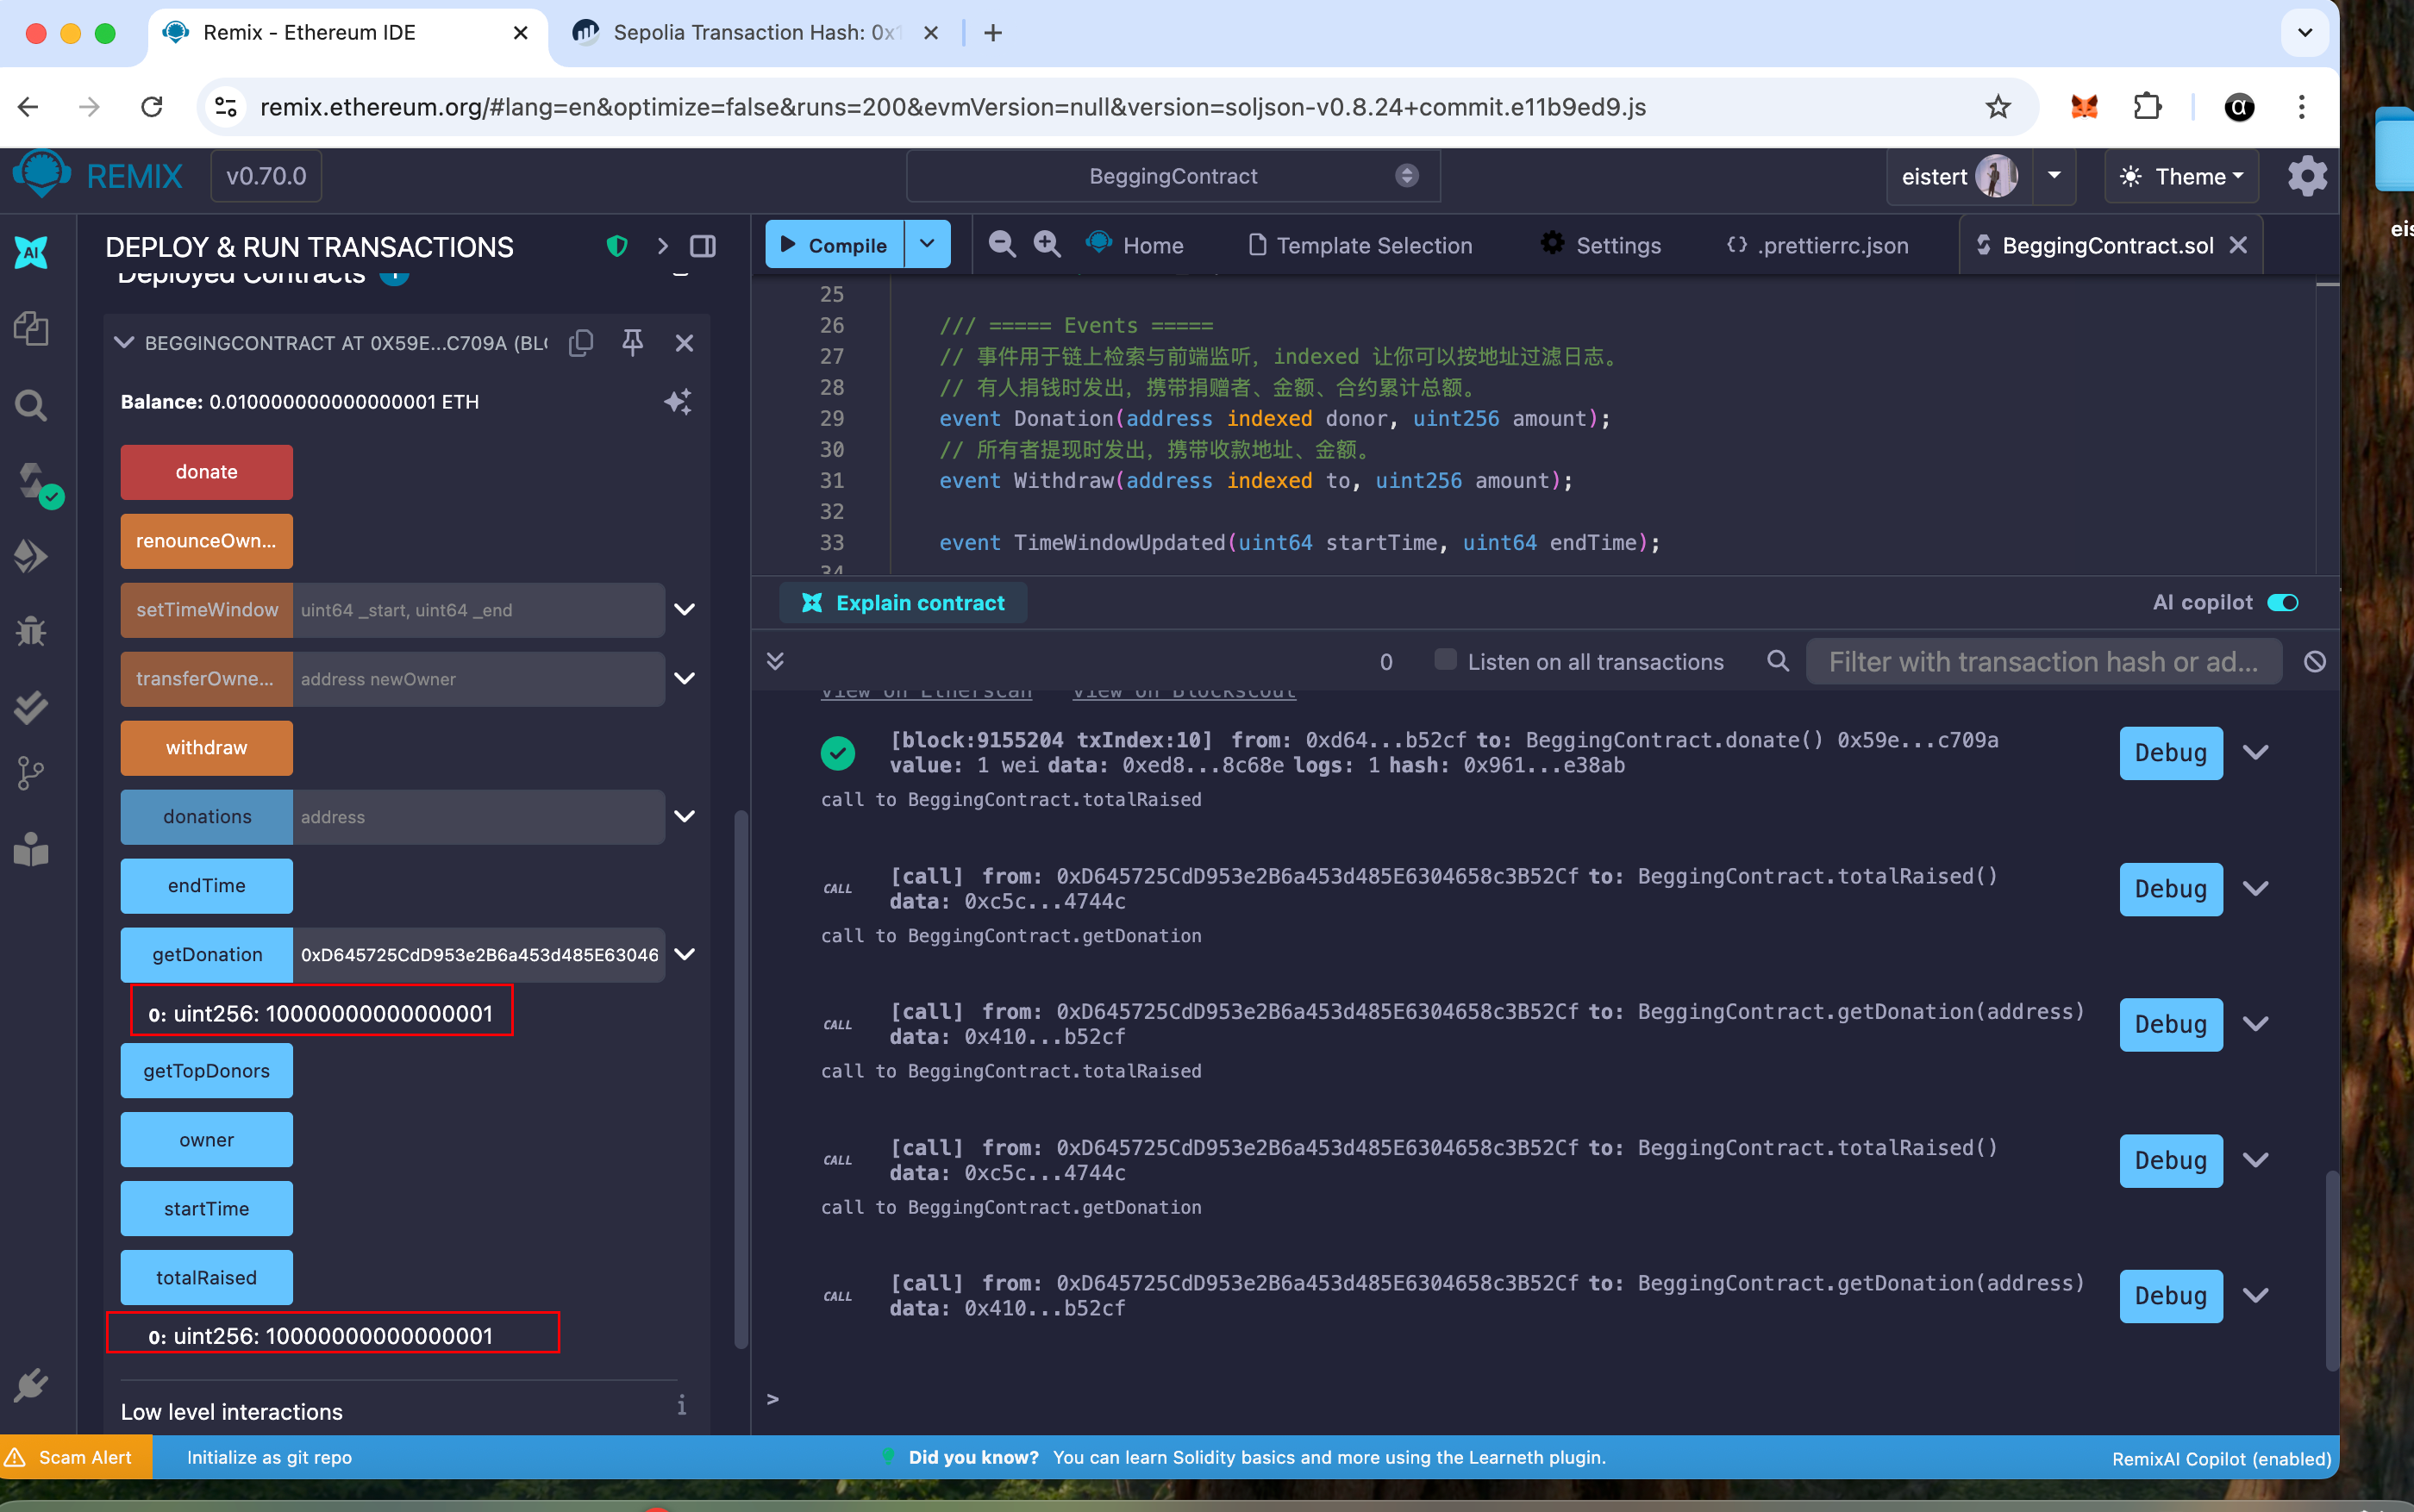 Remix - Ethereum IDE
Sepolia Transaction Hash: 0x1
remix.ethereum.org/#lang=en&optimize=false&runs=200&evmVersion=null&version=soljson-v0.8.24+commit.e11b9ed9.js
α
REMIX
v0.70.0
BeggingContract
eistert
Theme
AI
DEPLOY & RUN TRANSACTIONS
Compile
Home
Template Selection
Settings
{} .prettierrc.json
BeggingContract.sol
eis
Deployed Contracts 1
BEGGINGCONTRACT AT 0X59E...C709A (BLO
Balance: 0.010000000000000001 ETH
donate
renounceOwn...
setTimeWindow uint64 _start, uint64 _end
transferOwne... address newOwner
withdraw
donations address
endTime
getDonation 0xD645725CdD953e2B6a453d485E63046
0: uint256: 10000000000000001
getTopDonors
owner
startTime
totalRaised
0: uint256: 10000000000000001
Low level interactions
i
25
26 /// ===== Events =====
27 // 事件用于链上检索与前端监听，indexed 让你可以按地址过滤日志。
28 // 有人捐钱时发出，携带捐赠者、金额、合约累计总额。
29 event Donation(address indexed donor, uint256 amount);
30 // 所有者提现时发出，携带收款地址、金额。
31 event Withdraw(address indexed to, uint256 amount);
32
33 event TimeWindowUpdated(uint64 startTime, uint64 endTime);
34
Explain contract
AI copilot
0
Listen on all transactions
Filter with transaction hash or ad...
view on Etherscan view on Blockscout
[block:9155204 txIndex:10] from: 0xd64...b52cf to: BeggingContract.donate() 0x59e...c709a
value: 1 wei data: 0xed8...8c68e logs: 1 hash: 0x961...e38ab
Debug
call to BeggingContract.totalRaised
CALL
[call] from: 0xD645725CdD953e2B6a453d485E6304658c3B52Cf to: BeggingContract.totalRaised()
data: 0xc5c...4744c
Debug
call to BeggingContract.getDonation
CALL
[call] from: 0xD645725CdD953e2B6a453d485E6304658c3B52Cf to: BeggingContract.getDonation(address)
data: 0x410...b52cf
Debug
call to BeggingContract.totalRaised
CALL
[call] from: 0xD645725CdD953e2B6a453d485E6304658c3B52Cf to: BeggingContract.totalRaised()
data: 0xc5c...4744c
Debug
call to BeggingContract.getDonation
CALL
[call] from: 0xD645725CdD953e2B6a453d485E6304658c3B52Cf to: BeggingContract.getDonation(address)
data: 0x410...b52cf
Debug
>
Scam Alert
Initialize as git repo
Did you know? You can learn Solidity basics and more using the Learneth plugin.
RemixAI Copilot (enabled)